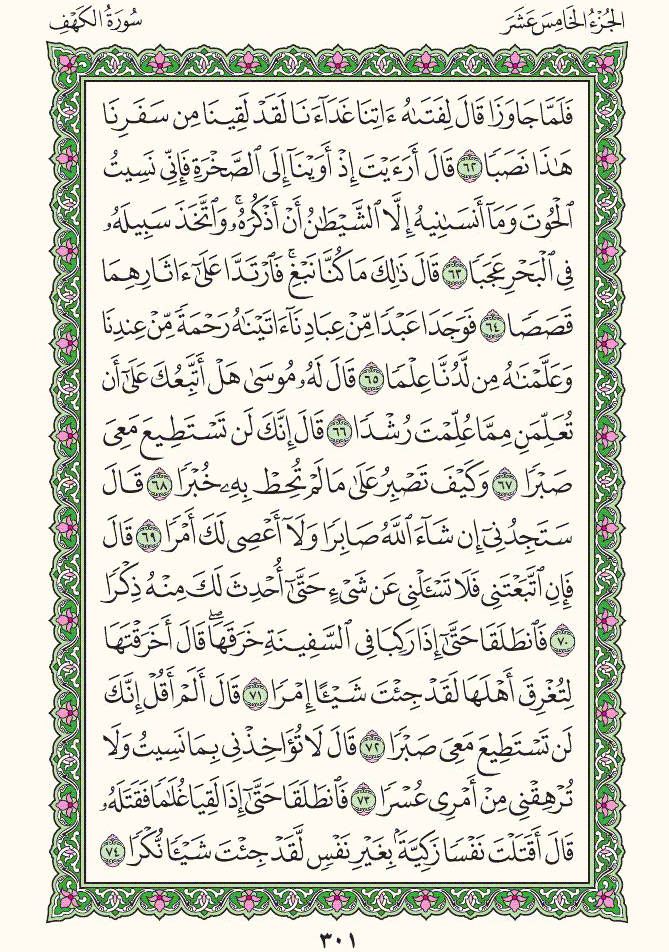 الجُزْءُ الخَامِسَ عَشَرَ
سُورَةُ الكَهْفِ
فَلَمَّا جَاوَزَا قَالَ لِفَتَىٰهُ ءَاتِنَا غَدَآءَنَا لَقَدْ لَقِينَا مِن سَفَرِنَا
هَٰذَا نَصَبًا ٦٢ قَالَ أَرَءَيْتَ إِذْ أَوَيْنَآ إِلَى ٱلصَّخْرَةِ فَإِنِّى نَسِيتُ
ٱلْحُوتَ وَمَآ أَنسَىٰنِيهُ إِلَّا ٱلشَّيْطَٰنُ أَنْ أَذْكُرَهُۥۚ وَٱتَّخَذَ سَبِيلَهُۥ
فِى ٱلْبَحْرِ عَجَبًا ٦٣ قَالَ ذَٰلِكَ مَا كُنَّا نَبْغِۚ فَٱرْتَدَّا عَلَىٰٓ ءَاثَارِهِمَا
قَصَصًا ٦٤ فَوَجَدَا عَبْدًا مِّنْ عِبَادِنَآ ءَاتَيْنَٰهُ رَحْمَةً مِّنْ عِندِنَا
وَعَلَّمْنَٰهُ مِن لَّدُنَّا عِلْمًا ٦٥ قَالَ لَهُۥ مُوسَىٰ هَلْ أَتَّبِعُكَ عَلَىٰٓ أَن
تُعَلِّمَنِ مِمَّا عُلِّمْتَ رُشْدًا ٦٦ قَالَ إِنَّكَ لَن تَسْتَطِيعَ مَعِىَ
صَبْرًا ٦٧ وَكَيْفَ تَصْبِرُ عَلَىٰ مَا لَمْ تُحِطْ بِهِۦ خُبْرًا ٦٨ قَالَ
سَتَجِدُنِىٓ إِن شَآءَ ٱللَّهُ صَابِرًا وَلَآ أَعْصِى لَكَ أَمْرًا ٦٩ قَالَ
فَإِنِ ٱتَّبَعْتَنِى فَلَا تَسْـَٔلْنِى عَن شَىْءٍ حَتَّىٰٓ أُحْدِثَ لَكَ مِنْهُ ذِكْرًا
٧٠ فَٱنطَلَقَا حَتَّىٰٓ إِذَا رَكِبَا فِى ٱلسَّفِينَةِ خَرَقَهَاۖ قَالَ أَخَرَقْتَهَا
لِتُغْرِقَ أَهْلَهَا لَقَدْ جِئْتَ شَيْـًٔا إِمْرًا ٧١ قَالَ أَلَمْ أَقُلْ إِنَّكَ
لَن تَسْتَطِيعَ مَعِىَ صَبْرًا ٧٢ قَالَ لَا تُؤَاخِذْنِى بِمَا نَسِيتُ وَلَا
تُرْهِقْنِى مِنْ أَمْرِى عُسْرًا ٧٣ فَٱنطَلَقَا حَتَّىٰٓ إِذَا لَقِيَا غُلَٰمًا فَقَتَلَهُۥ
قَالَ أَقَتَلْتَ نَفْسًا زَكِيَّةًۢ بِغَيْرِ نَفْسٍ لَّقَدْ جِئْتَ شَيْـًٔا نُّكْرًا ٧٤
٣٠١